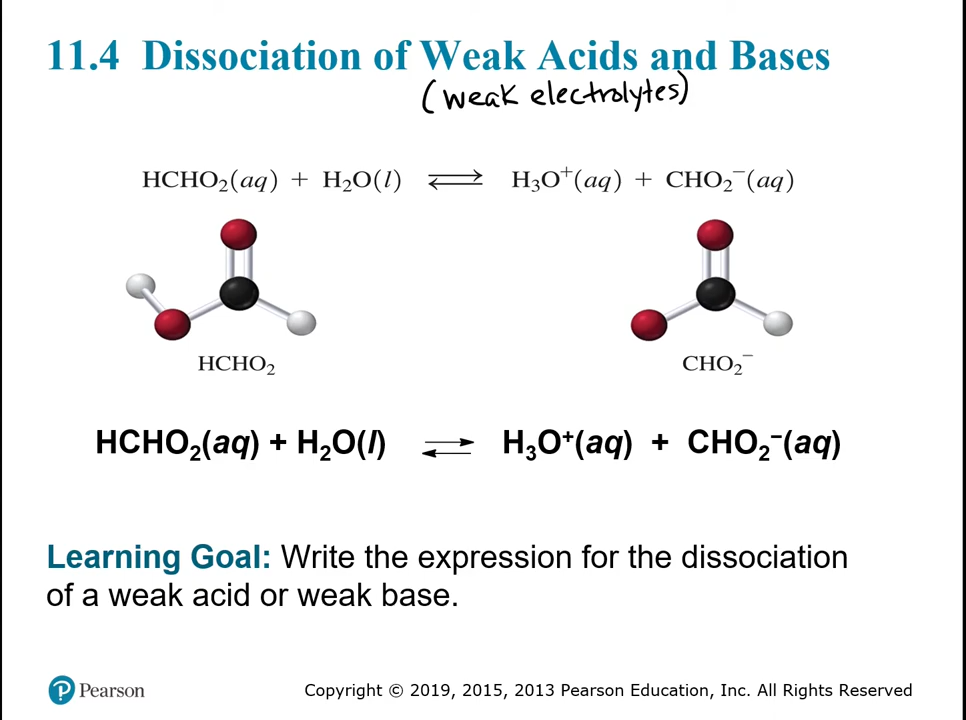 11.4 Dissociation of Weak Acids and Bases
(weak electrolytes)
HCHO₂(aq) + H₂O(l) ⇌ H₃O⁺(aq) + CHO₂⁻(aq)
HCHO₂ CHO₂⁻
HCHO₂(aq) + H₂O(l) ⇌ H₃O⁺(aq) + CHO₂⁻(aq)
Learning Goal: Write the expression for the dissociation
of a weak acid or weak base.
P Pearson Copyright © 2019, 2015, 2013 Pearson Education, Inc. All Rights Reserved